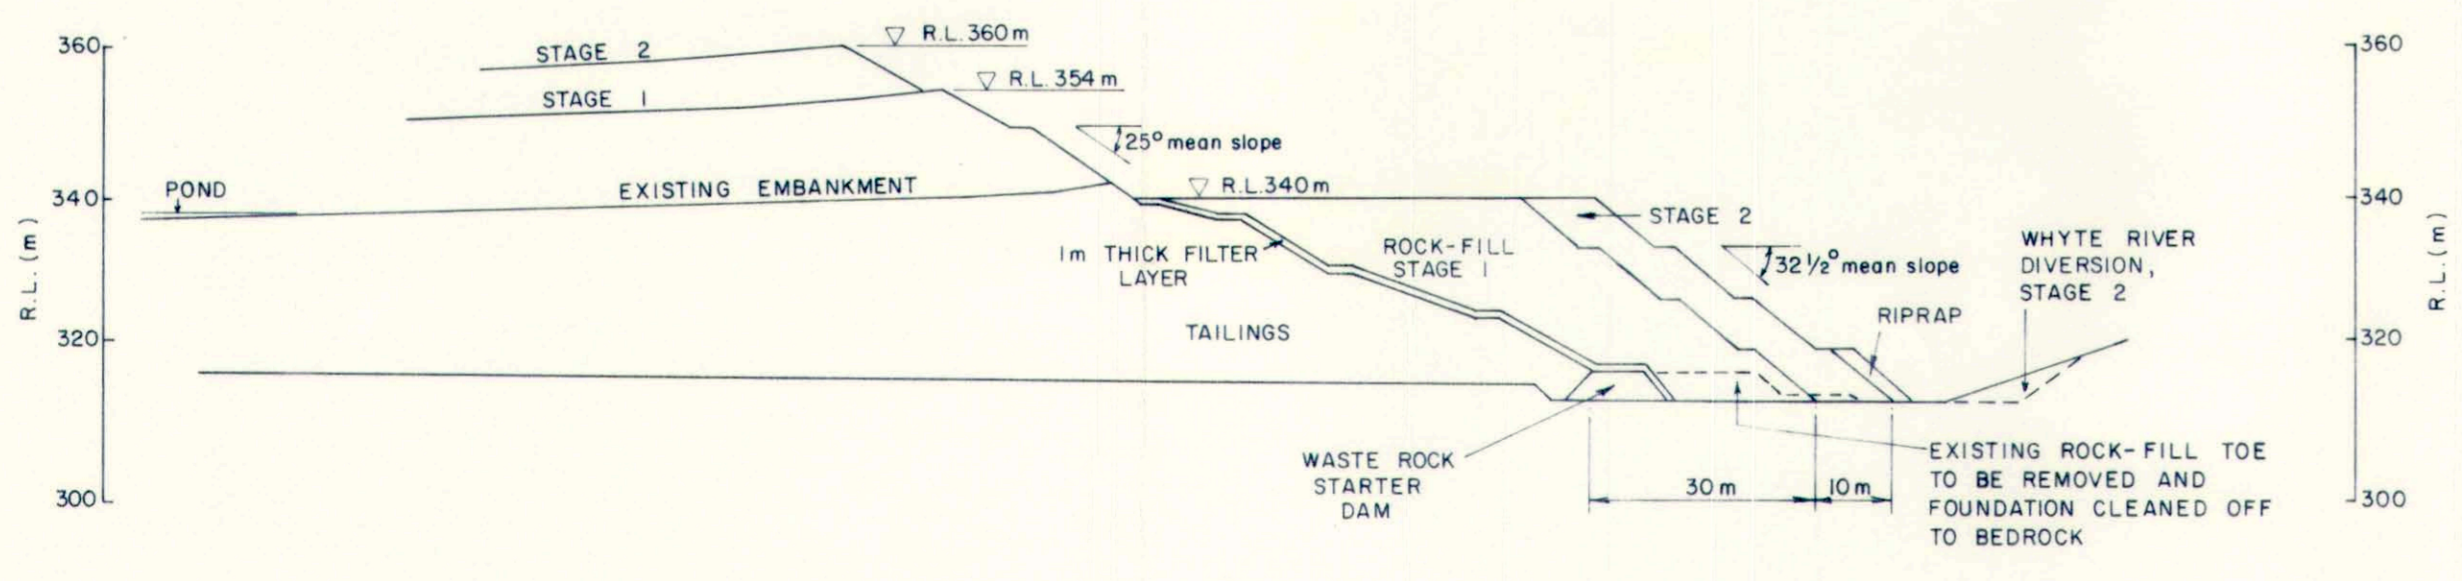 R.L. 360 m
360
STAGE 2
360
R.L. 354 m
STAGE 1
25° mean slope
POND
EXISTING EMBANKMENT
R.L. 340 m
340
340
STAGE 2
1m THICK FILTER
LAYER
ROCK-FILL
STAGE 1
32 1/2° mean slope
WHYTE RIVER
DIVERSION,
STAGE 2
R.L. (m)
R.L. (m)
RIPRAP
320
TAILINGS
320
WASTE ROCK
STARTER
DAM
EXISTING ROCK-FILL TOE
TO BE REMOVED AND
FOUNDATION CLEANED OFF
TO BEDROCK
30 m
10 m
300
300